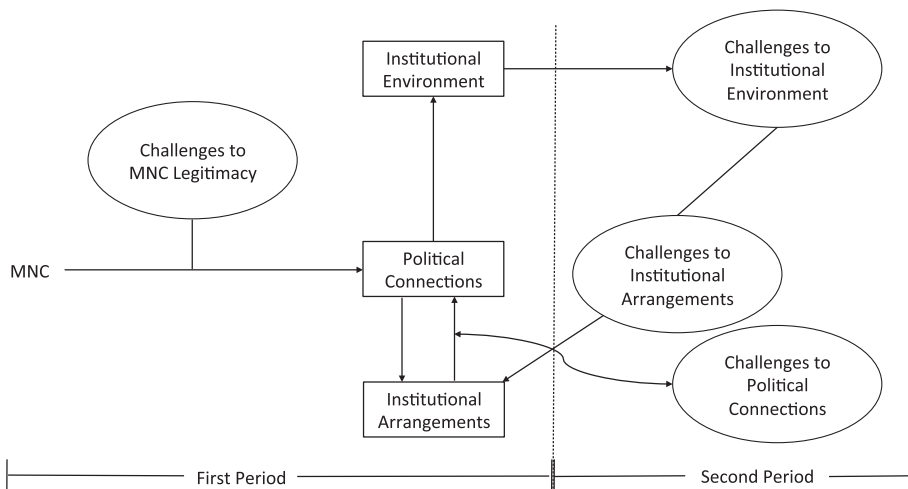 Institutional
Environment
Challenges to
Institutional
Environment
Challenges to
MNC Legitimacy
MNC
Political
Connections
Challenges to
Institutional
Arrangements
Institutional
Arrangements
Challenges to
Political
Connections
First Period
Second Period